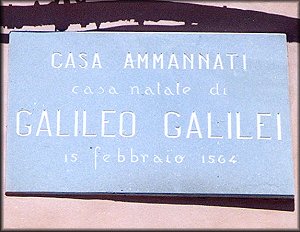 CASA AMMANNATI
casa natale di
GALILEO GALILEI
15 febbraio 1564